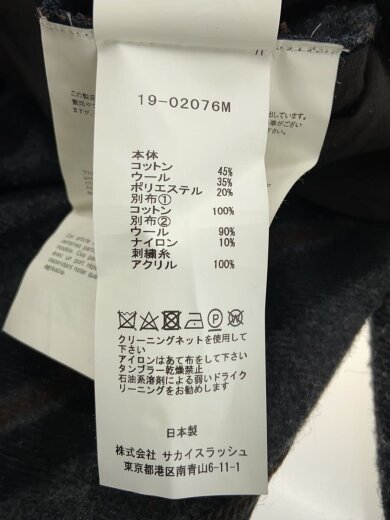 19-02076M
本体
コットン 45%
ウール 35%
ポリエステル 20%
別布①
コットン 100%
別布②
ウール 90%
ナイロン 10%
刺繍糸
アクリル 100%
P W
クリーニングネットを使用して
下さい
アイロンはあて布をして下さい
タンブラー乾燥禁止
石油系溶剤による弱いドライク
リーニングをお勧めします
日本製
株式会社 サカイスラッシュ
東京都港区南青山6-11-1